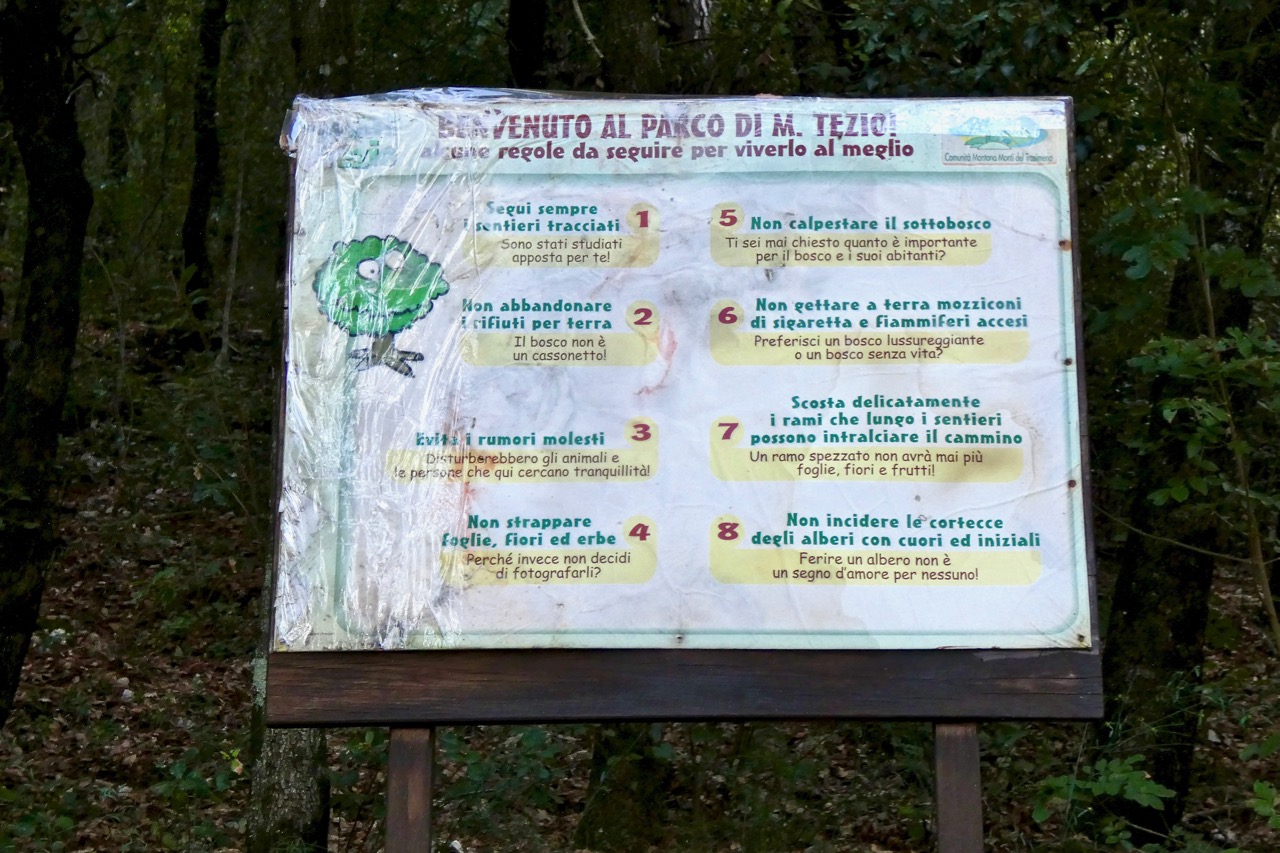 BENVENUTO AL PARCO DI M. TEZIO!
alcune regole da seguire per viverlo al meglio
Comunità Montana Monti del Trasimeno
Segui sempre
i sentieri tracciati
1
Sono stati studiati
apposta per te!
Non abbandonare
i rifiuti per terra
2
Il bosco non è
un cassonetto!
Evita i rumori molesti
3
Disturberebbero gli animali e
le persone che qui cercano tranquillità!
Non strappare
foglie, fiori ed erbe
4
Perché invece non decidi
di fotografarli?
5
Non calpestare il sottobosco
Ti sei mai chiesto quanto è importante
per il bosco e i suoi abitanti?
6
Non gettare a terra mozziconi
di sigaretta e fiammiferi accesi
Preferisci un bosco lussureggiante
o un bosco senza vita?
7
Scosta delicatamente
i rami che lungo i sentieri
possono intralciare il cammino
Un ramo spezzato non avrà mai più
foglie, fiori e frutti!
8
Non incidere le cortecce
degli alberi con cuori ed iniziali
Ferire un albero non è
un segno d'amore per nessuno!